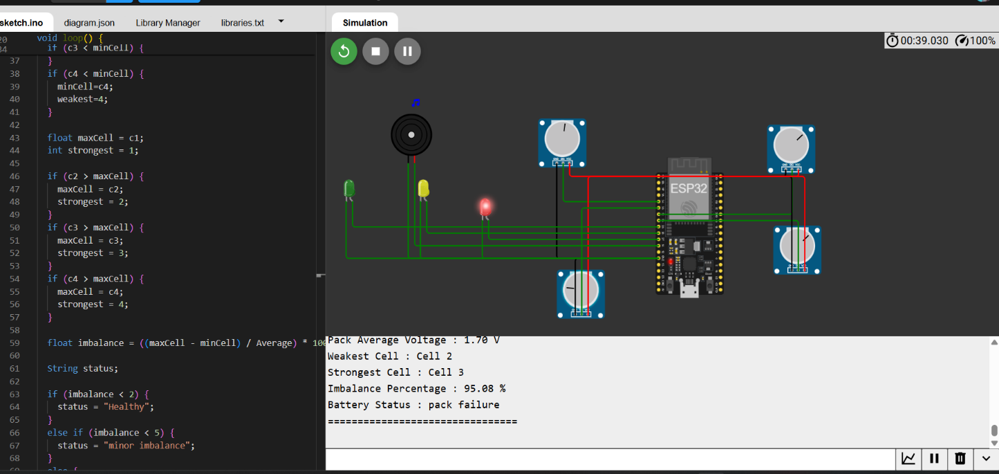 sketch.ino
diagram.json
Library Manager
libraries.txt
Simulation
20 void loop() {
34 if (c3 < minCell) {
37 }
38 if (c4 < minCell) {
39 minCell=c4;
40 weakest=4;
41 }
42
43 float maxCell = c1;
44 int strongest = 1;
45
46 if (c2 > maxCell) {
47 maxCell = c2;
48 strongest = 2;
49 }
50 if (c3 > maxCell) {
51 maxCell = c3;
52 strongest = 3;
53 }
54 if (c4 > maxCell) {
55 maxCell = c4;
56 strongest = 4;
57 }
58
59 float imbalance = ((maxCell - minCell) / Average) * 100
60
61 String status;
62
63 if (imbalance < 2) {
64 status = "Healthy";
65 }
66 else if (imbalance < 5) {
67 status = "minor imbalance";
68 }
69 else {
00:39.030 100%
ESP32
Pack Average Voltage : 1.70 V
Weakest Cell : Cell 2
Strongest Cell : Cell 3
Imbalance Percentage : 95.08 %
Battery Status : pack failure
================================